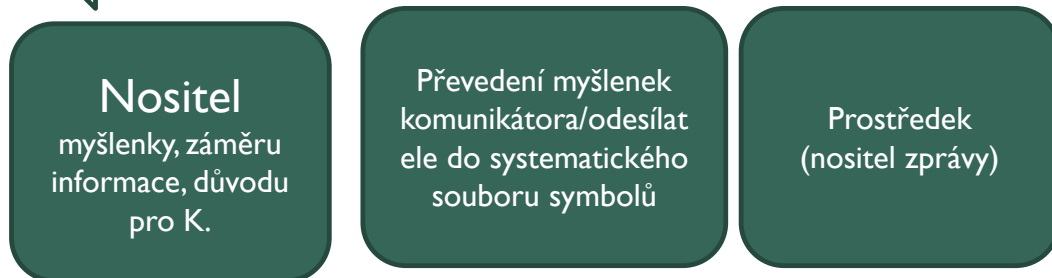 Nositel
myšlenky, záměru
informace, důvodu
pro K.
Převedení myšlenek
komunikátora/odesílat
ele do systematického
souboru symbolů
Prostředek
(nositel zprávy)